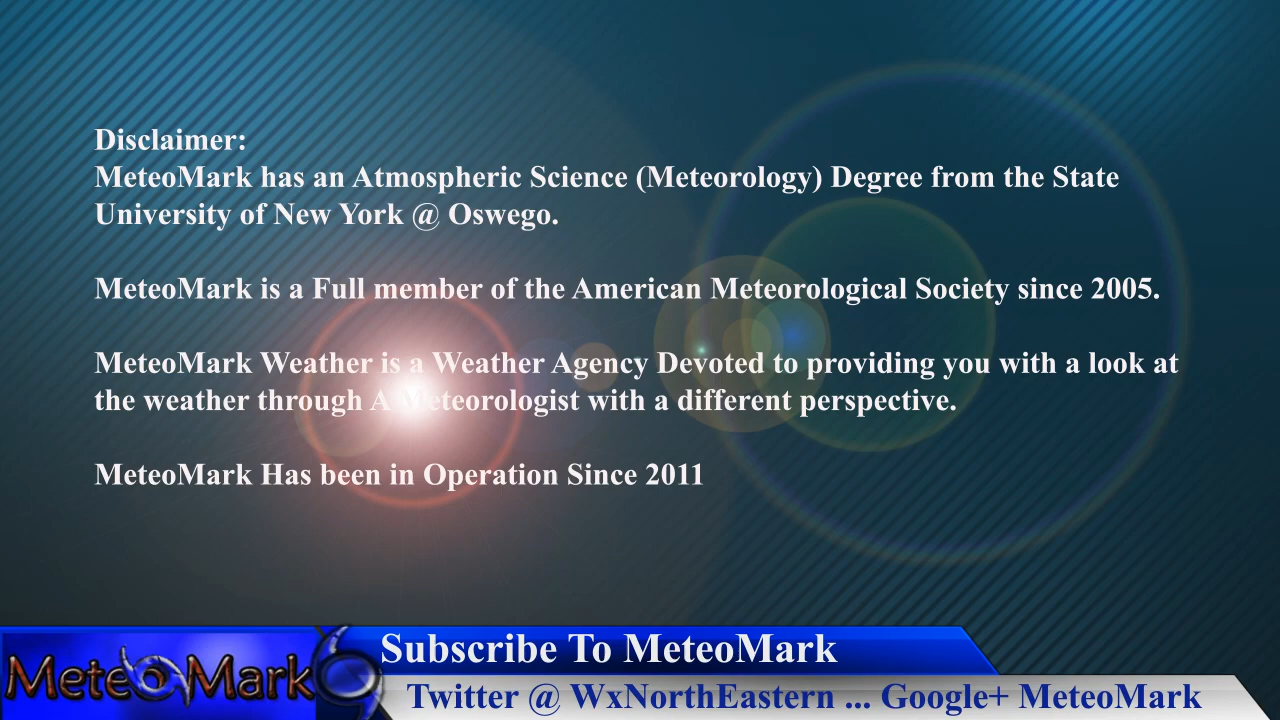 Disclaimer:
MeteoMark has an Atmospheric Science (Meteorology) Degree from the State
University of New York @ Oswego.
MeteoMark is a Full member of the American Meteorological Society since 2005.
MeteoMark Weather is a Weather Agency Devoted to providing you with a look at
the weather through A Meteorologist with a different perspective.
MeteoMark Has been in Operation Since 2011
Subscribe To MeteoMark
MeteoMark
Twitter @ WxNorthEastern ... Google+ MeteoMark